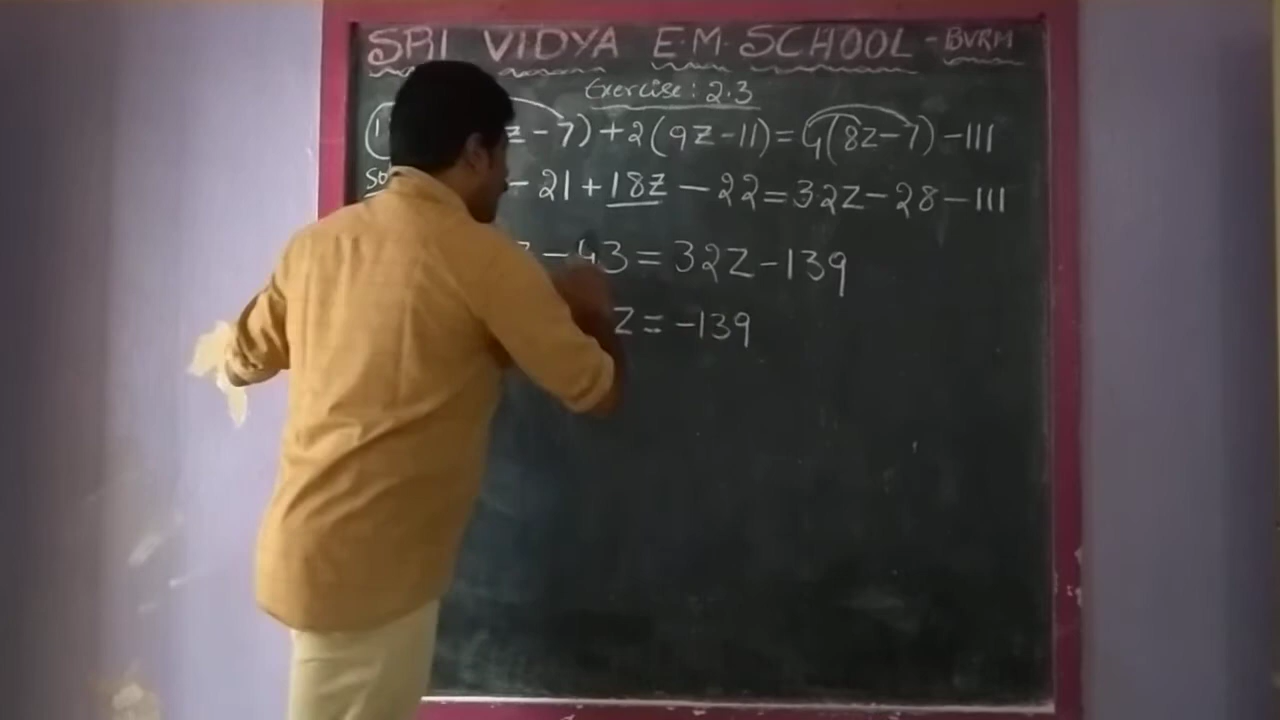 SRI VIDYA E.M. SCHOOL - BVRM
Exercise: 2.3
(1 z - 7) + 2(9z - 11) = 4(8z - 7) - 111
- 21 + 18z - 22 = 32z - 28 - 111
- 43 = 32z - 139
z = -139